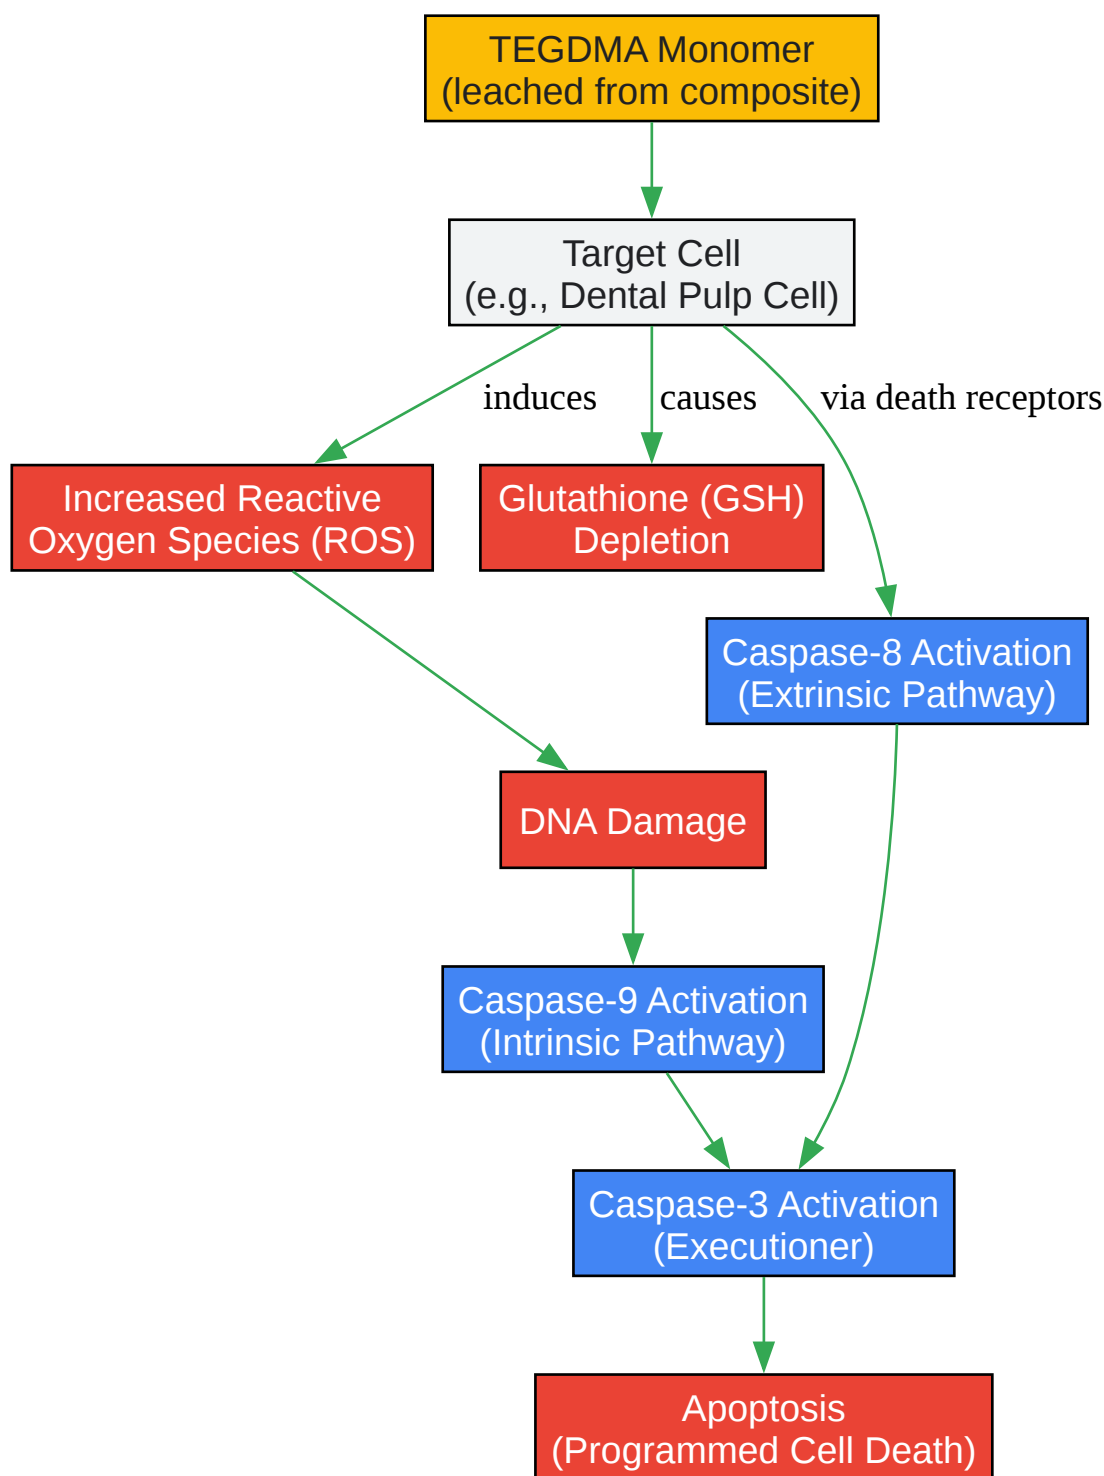 TEGDMA Monomer
(leached from composite)
Target Cell
(e.g., Dental Pulp Cell)
induces
causes
via death receptors
Increased Reactive
Oxygen Species (ROS)
Glutathione (GSH)
Depletion
Caspase-8 Activation
(Extrinsic Pathway)
DNA Damage
Caspase-9 Activation
(Intrinsic Pathway)
Caspase-3 Activation
(Executioner)
Apoptosis
(Programmed Cell Death)